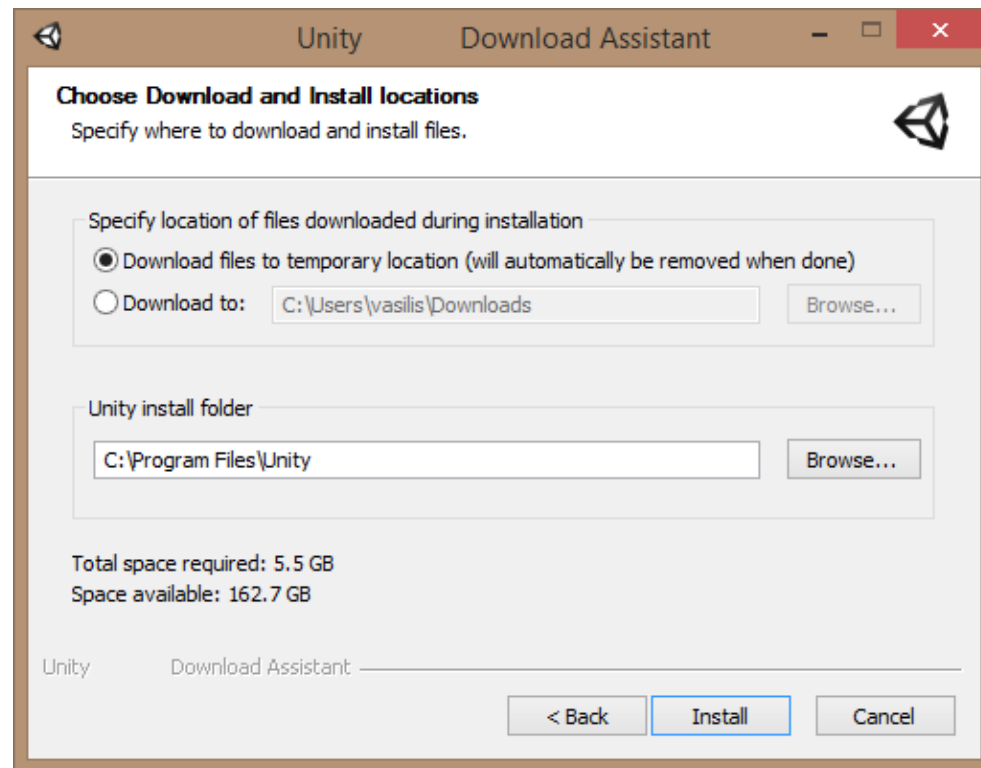 Unity Download Assistant
Choose Download and Install locations
Specify where to download and install files.
Specify location of files downloaded during installation
Download files to temporary location (will automatically be removed when done)
Download to: C:\Users\vasilis\Downloads Browse...
Unity install folder
C:\Program Files\Unity Browse...
Total space required: 5.5 GB
Space available: 162.7 GB
Unity Download Assistant
< Back Install Cancel